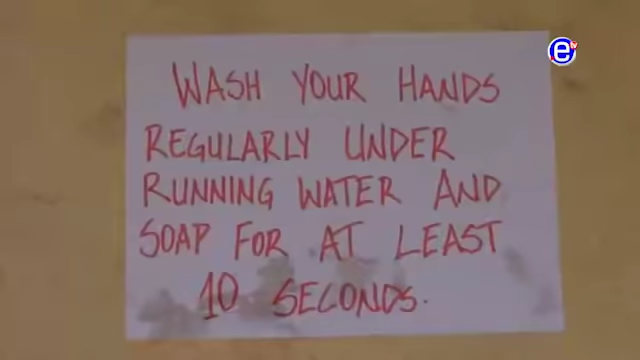 WASH YOUR HANDS
REGULARLY UNDER
RUNNING WATER AND
SOAP FOR AT LEAST
10 SECONDS.
e